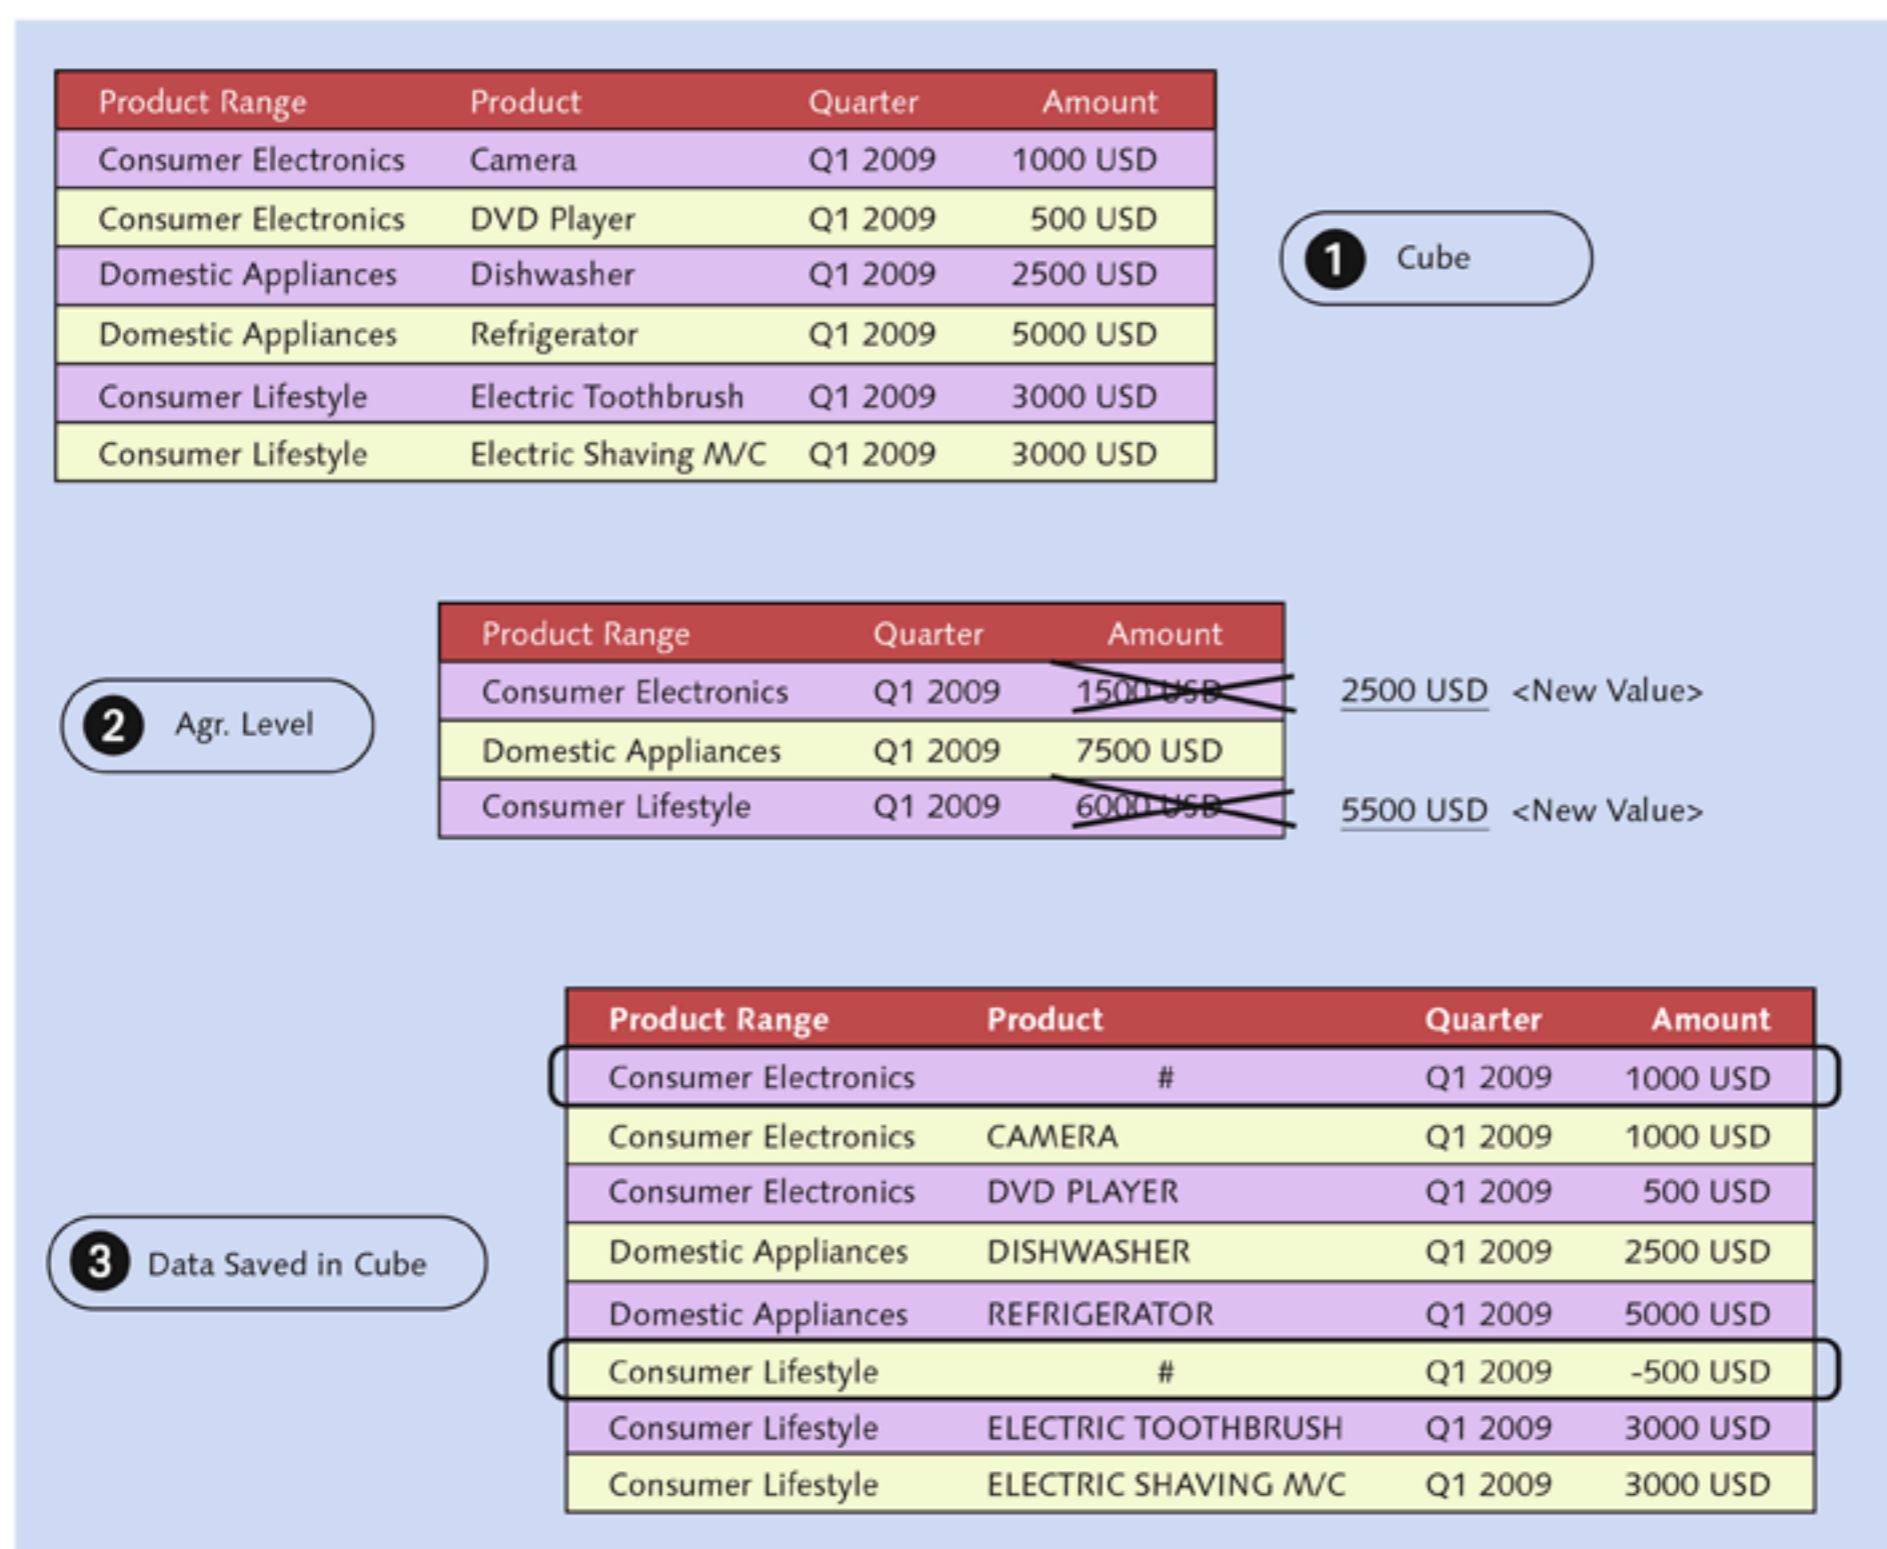 Product Range Product Quarter Amount
Consumer Electronics Camera Q1 2009 1000 USD
Consumer Electronics DVD Player Q1 2009 500 USD
1 Cube
Domestic Appliances Dishwasher Q1 2009 2500 USD
Domestic Appliances Refrigerator Q1 2009 5000 USD
Consumer Lifestyle Electric Toothbrush Q1 2009 3000 USD
Consumer Lifestyle Electric Shaving M/C Q1 2009 3000 USD
Product Range Quarter Amount
Consumer Electronics Q1 2009 1500 USD 2500 USD <New Value>
2 Agr. Level
Domestic Appliances Q1 2009 7500 USD
Consumer Lifestyle Q1 2009 6000 USD 5500 USD <New Value>
Product Range Product Quarter Amount
Consumer Electronics # Q1 2009 1000 USD
Consumer Electronics CAMERA Q1 2009 1000 USD
Consumer Electronics DVD PLAYER Q1 2009 500 USD
Domestic Appliances DISHWASHER Q1 2009 2500 USD
3 Data Saved in Cube
Domestic Appliances REFRIGERATOR Q1 2009 5000 USD
Consumer Lifestyle # Q1 2009 -500 USD
Consumer Lifestyle ELECTRIC TOOTHBRUSH Q1 2009 3000 USD
Consumer Lifestyle ELECTRIC SHAVING M/C Q1 2009 3000 USD